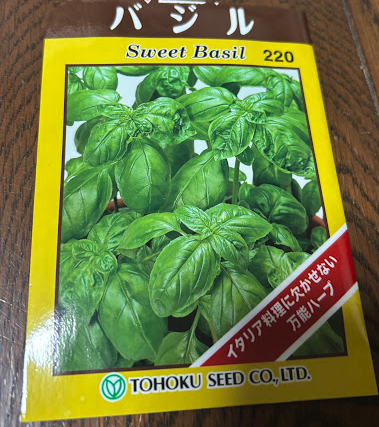 バジル
Sweet Basil
220
イタリア料理に欠かせない
万能ハーブ
TOHOKU SEED CO., LTD.